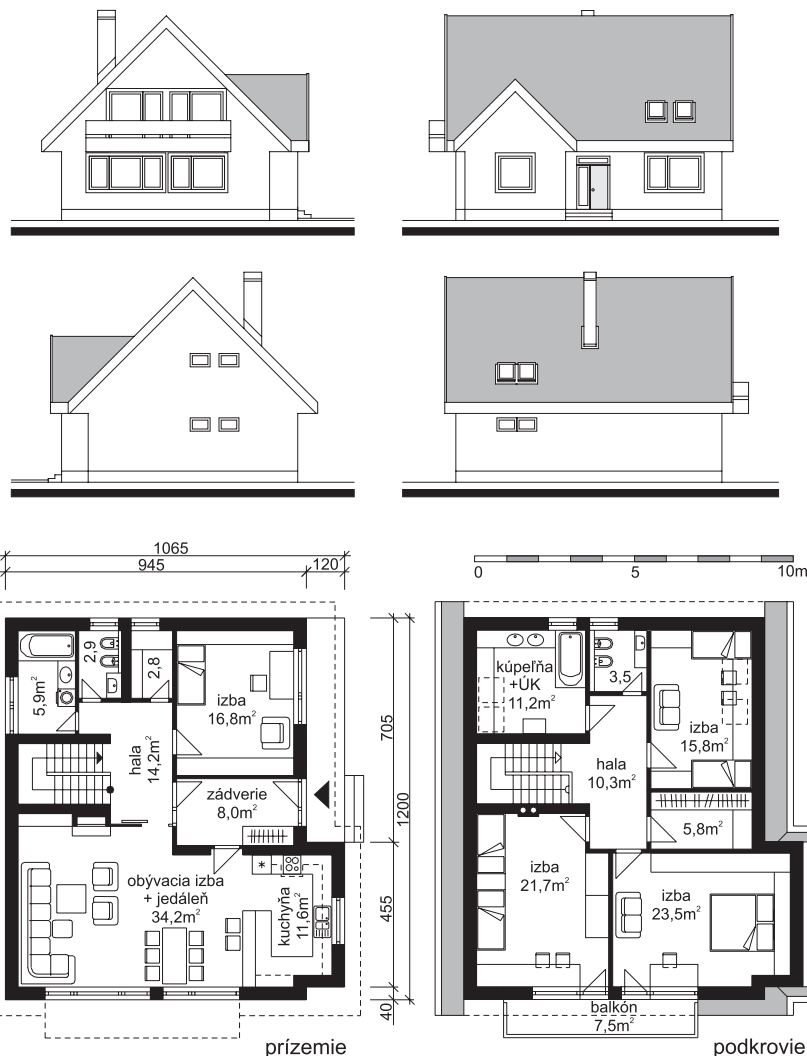 1065
945
120
0
5
10m
5,9m²
2,9
2,8
izba
16,8m²
hala
14,2m²
zádverie
8,0m²
obývacia izba
+ jedáleň
34,2m²
kuchyňa
11,6m²
*
705
1200
455
40
prízemie
kúpeľňa
+ÚK
11,2m²
3,5
izba
15,8m²
hala
10,3m²
5,8m²
izba
21,7m²
izba
23,5m²
balkón
7,5m²
podkrovie